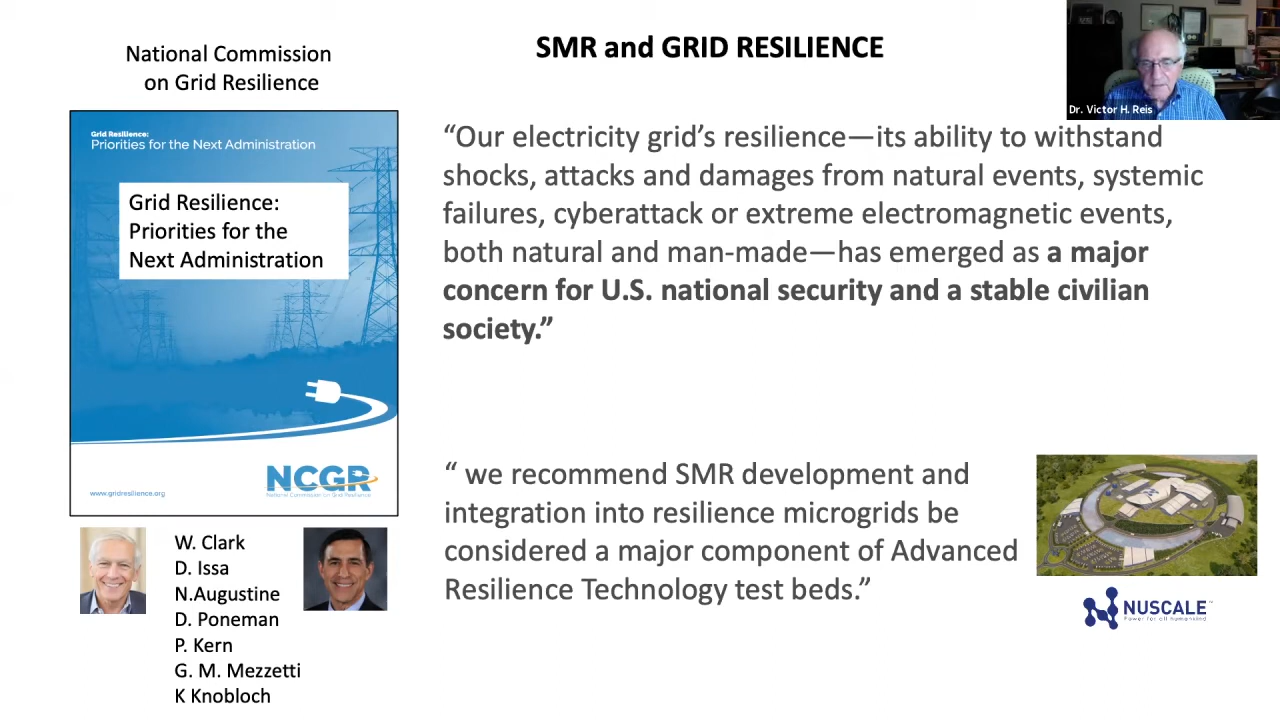 National Commission
on Grid Resilience
SMR and GRID RESILIENCE
Dr. Victor H. Reis
Grid Resilience:
Priorities for the Next Administration
Grid Resilience:
Priorities for the
Next Administration
NCGR
National Commission on Grid Resilience
www.gridresilience.org
W. Clark
D. Issa
N.Augustine
D. Poneman
P. Kern
G. M. Mezzetti
K Knobloch
“Our electricity grid’s resilience—its ability to withstand
shocks, attacks and damages from natural events, systemic
failures, cyberattack or extreme electromagnetic events,
both natural and man-made—has emerged as a major
concern for U.S. national security and a stable civilian
society.”
“ we recommend SMR development and
integration into resilience microgrids be
considered a major component of Advanced
Resilience Technology test beds.”
NUSCALE™
Power for all humankind